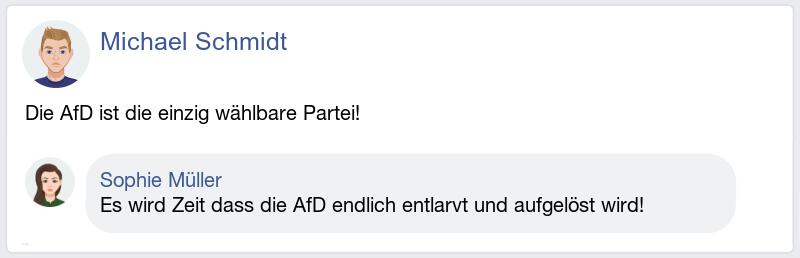 Michael Schmidt
Die AfD ist die einzig wählbare Partei!
Sophie Müller
Es wird Zeit dass die AfD endlich entlarvt und aufgelöst wird!